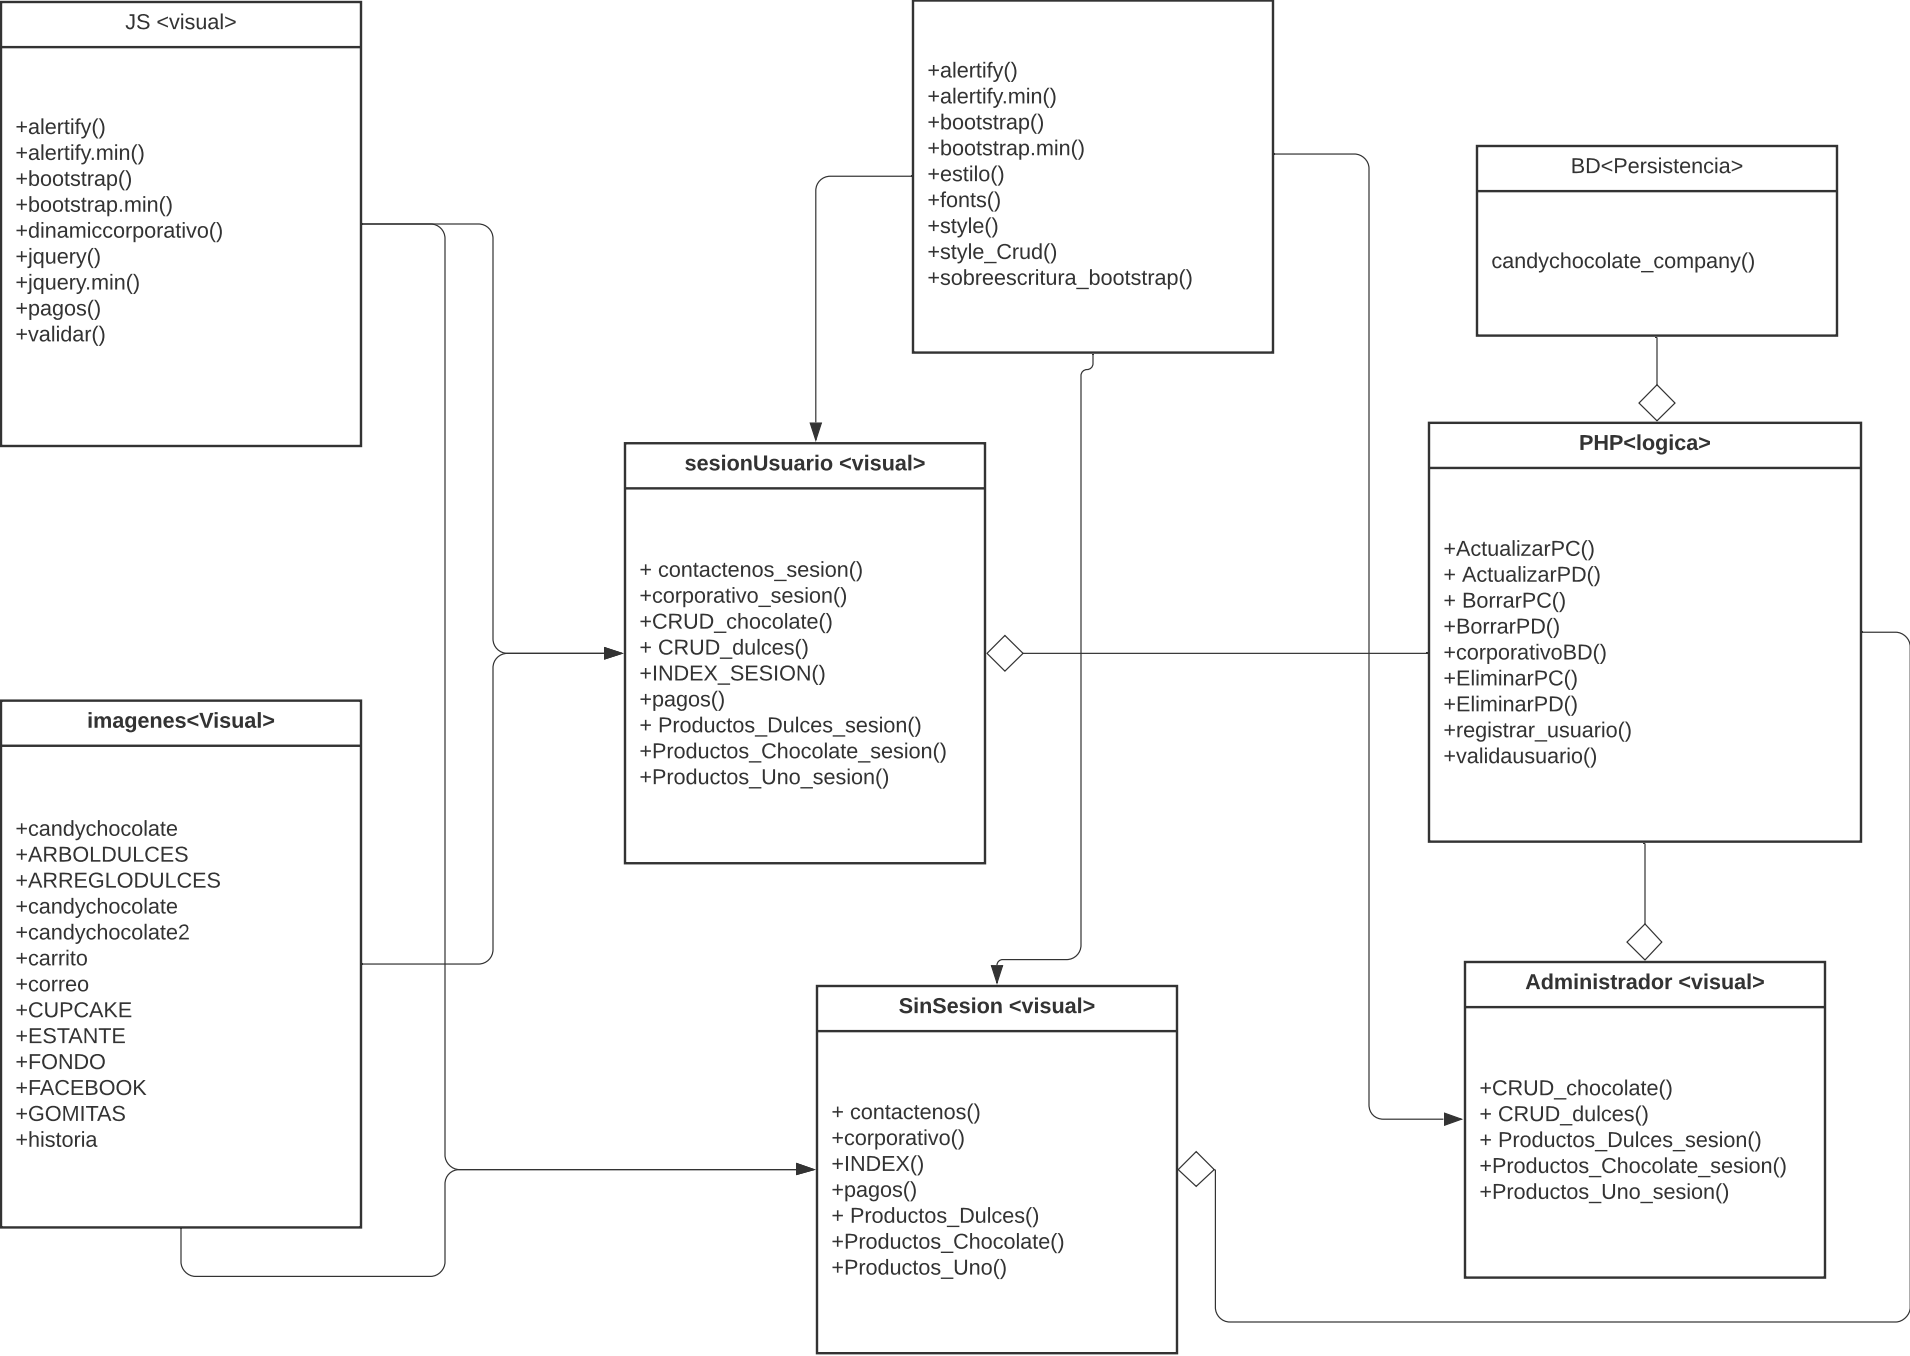 JS <visual>
+alertify()
+alertify.min()
+bootstrap()
+bootstrap.min()
+dinamiccorporativo()
+jquery()
+jquery.min()
+pagos()
+validar()
+alertify()
+alertify.min()
+bootstrap()
+bootstrap.min()
+estilo()
+fonts()
+style()
+style_Crud()
+sobreescritura_bootstrap()
BD<Persistencia>
candychocolate_company()
sesionUsuario <visual>
+ contactenos_sesion()
+corporativo_sesion()
+CRUD_chocolate()
+ CRUD_dulces()
+INDEX_SESION()
+pagos()
+ Productos_Dulces_sesion()
+Productos_Chocolate_sesion()
+Productos_Uno_sesion()
PHP<logica>
+ActualizarPC()
+ ActualizarPD()
+ BorrarPC()
+BorrarPD()
+corporativoBD()
+EliminarPC()
+EliminarPD()
+registrar_usuario()
+validausuario()
imagenes<Visual>
+candychocolate
+ARBOLDULCES
+ARREGLODULCES
+candychocolate
+candychocolate2
+carrito
+correo
+CUPCAKE
+ESTANTE
+FONDO
+FACEBOOK
+GOMITAS
+historia
SinSesion <visual>
+ contactenos()
+corporativo()
+INDEX()
+pagos()
+ Productos_Dulces()
+Productos_Chocolate()
+Productos_Uno()
Administrador <visual>
+CRUD_chocolate()
+ CRUD_dulces()
+ Productos_Dulces_sesion()
+Productos_Chocolate_sesion()
+Productos_Uno_sesion()